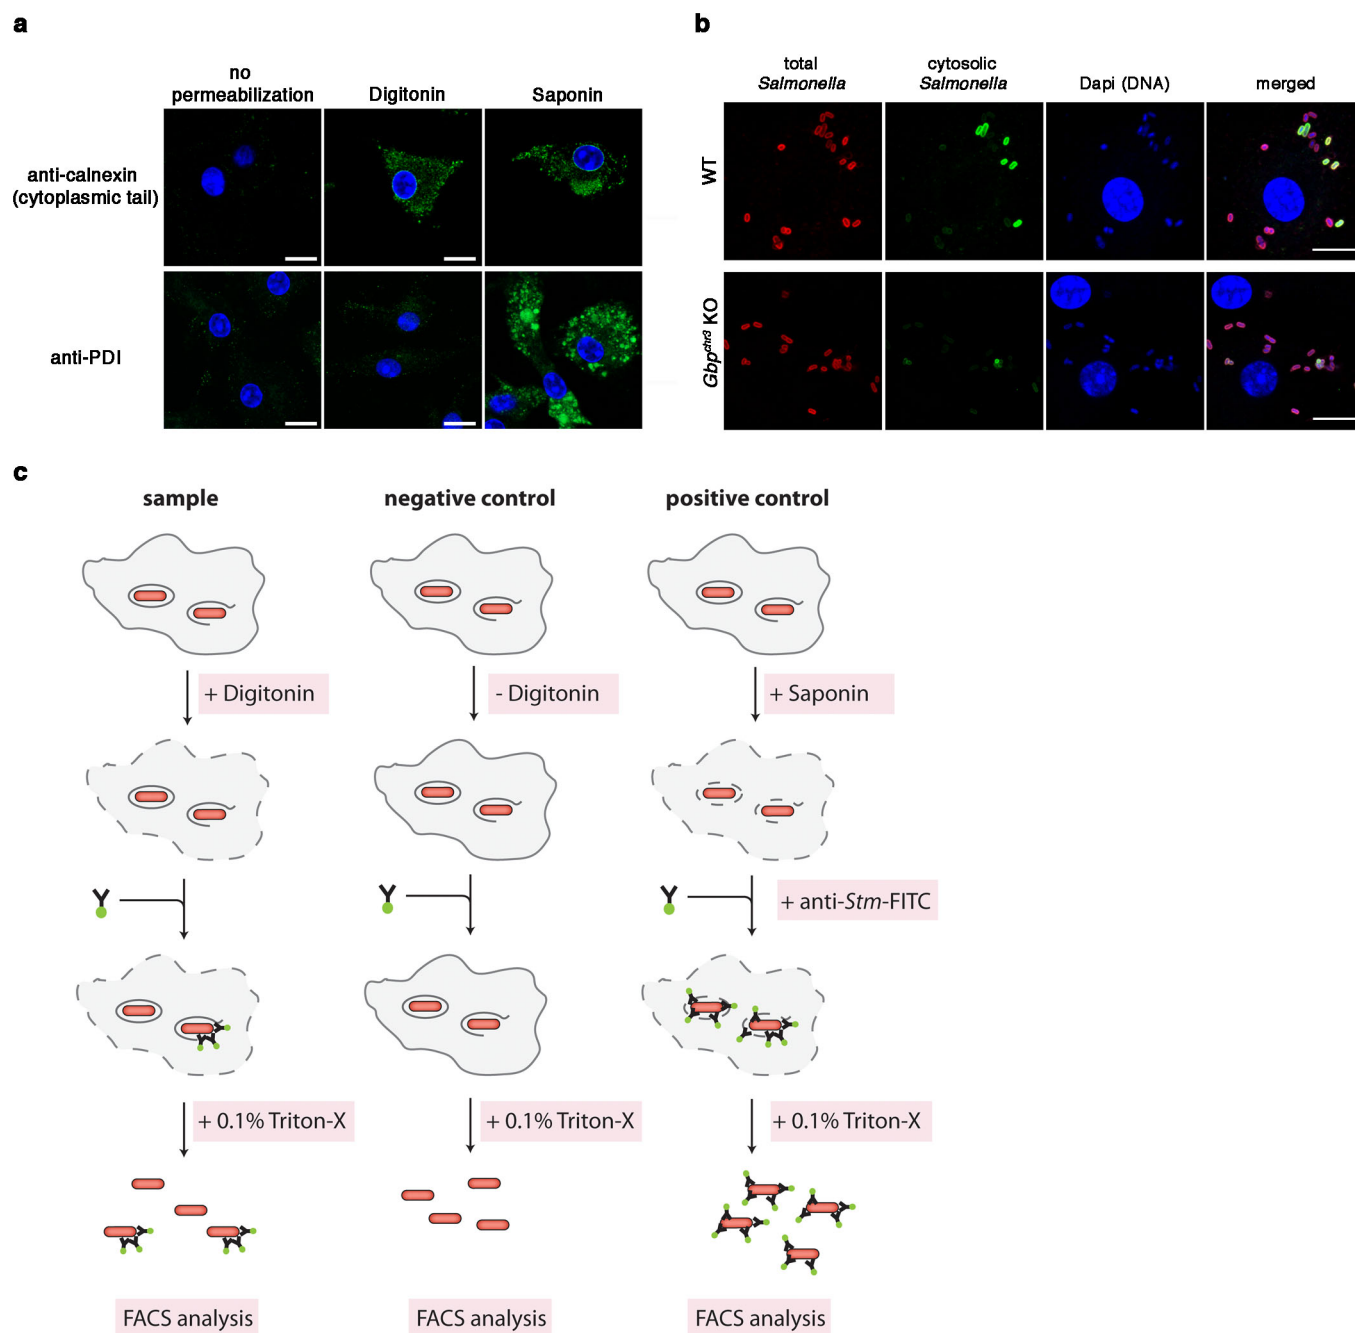 a
no
permeabilization
Digitonin
Saponin
anti-calnexin
(cytoplasmic tail)
anti-PDI
b
total
Salmonella
cytosolic
Salmonella
Dapi (DNA)
merged
WT
Gbpchr3 KO
c
sample
negative control
positive control
+ Digitonin
- Digitonin
+ Saponin
+ anti-Stm-FITC
+ 0.1% Triton-X
+ 0.1% Triton-X
+ 0.1% Triton-X
FACS analysis
FACS analysis
FACS analysis